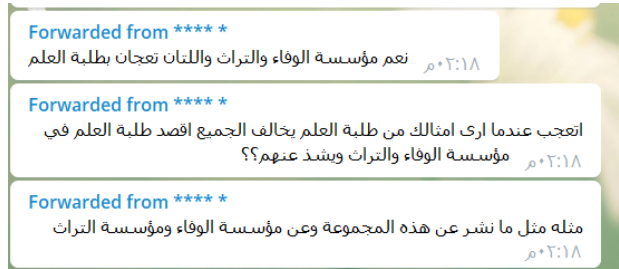 Forwarded from **** *
نعم مؤسسة الوفاء والتراث واللتان تعجان بطلبة العلم
٠٢:١٨م
Forwarded from **** *
اتعجب عندما ارى امثالك من طلبة العلم يخالف الجميع اقصد طلبة العلم في
مؤسسة الوفاء والتراث ويشذ عنهم؟؟
٠٢:١٨م
Forwarded from **** *
مثله مثل ما نشر عن هذه المجموعة وعن مؤسسة الوفاء ومؤسسة التراث
٠٢:١٨م